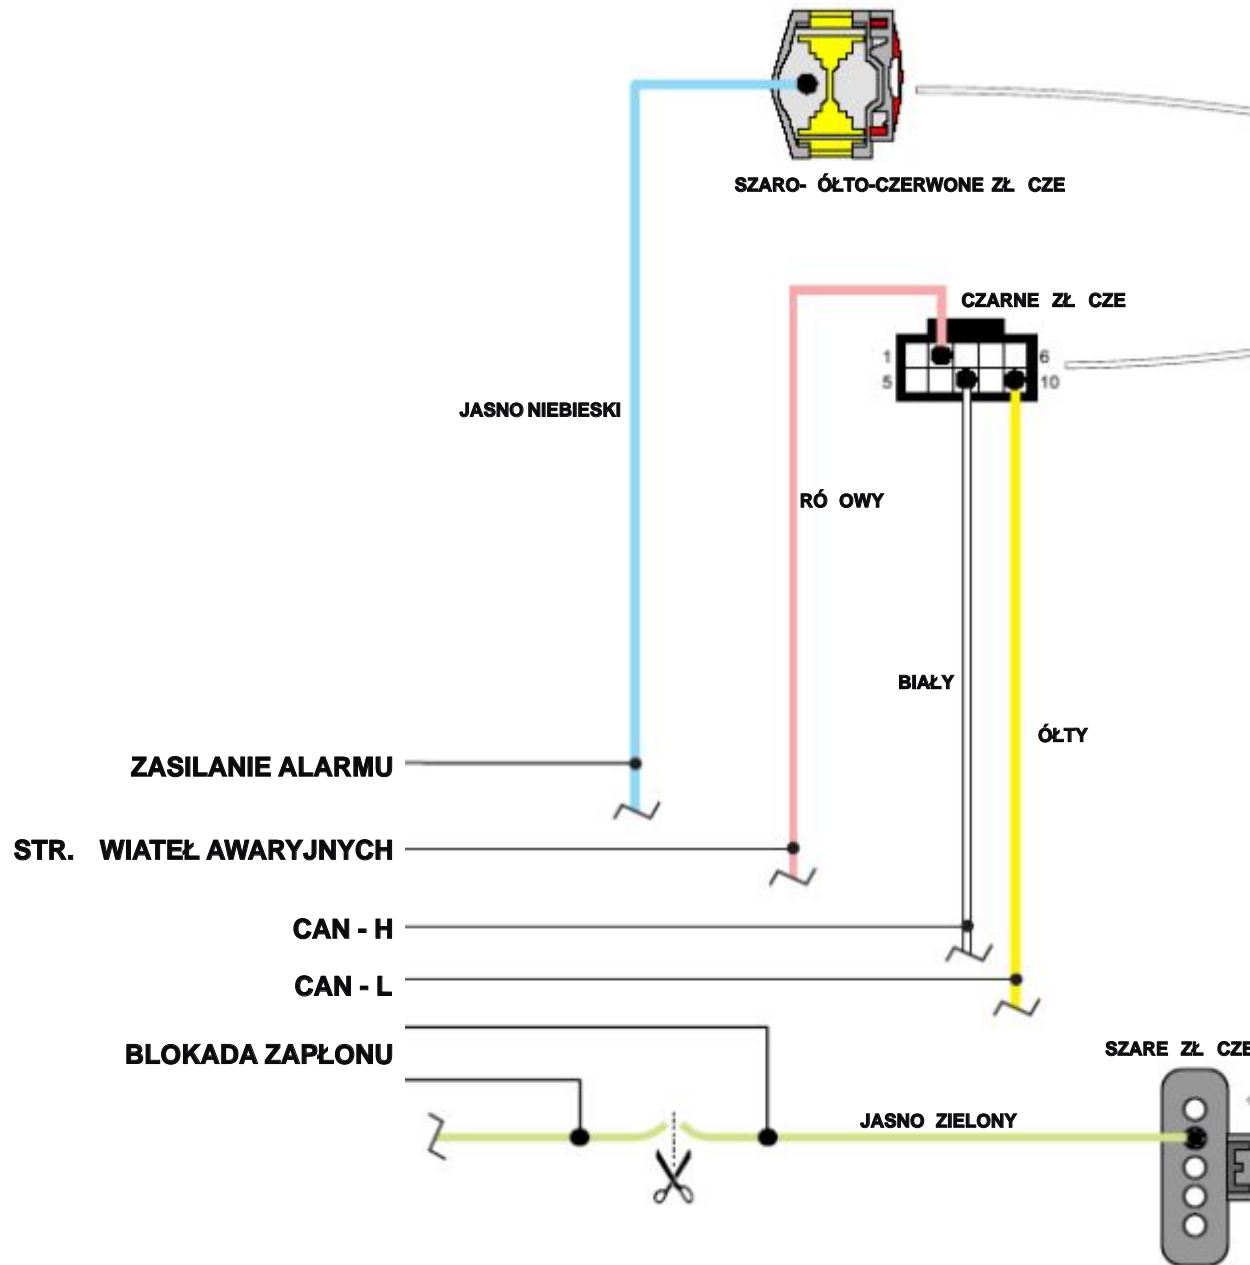 SZARO- ÓŁTO-CZERWONE ZŁ CZE
CZARNE ZŁ CZE
1
6
5
10
JASNO NIEBIESKI
RÓ OWY
BIAŁY
ÓŁTY
ZASILANIE ALARMU
STR. WIATEŁ AWARYJNYCH
CAN - H
CAN - L
BLOKADA ZAPŁONU
SZARE ZŁ CZE
JASNO ZIELONY